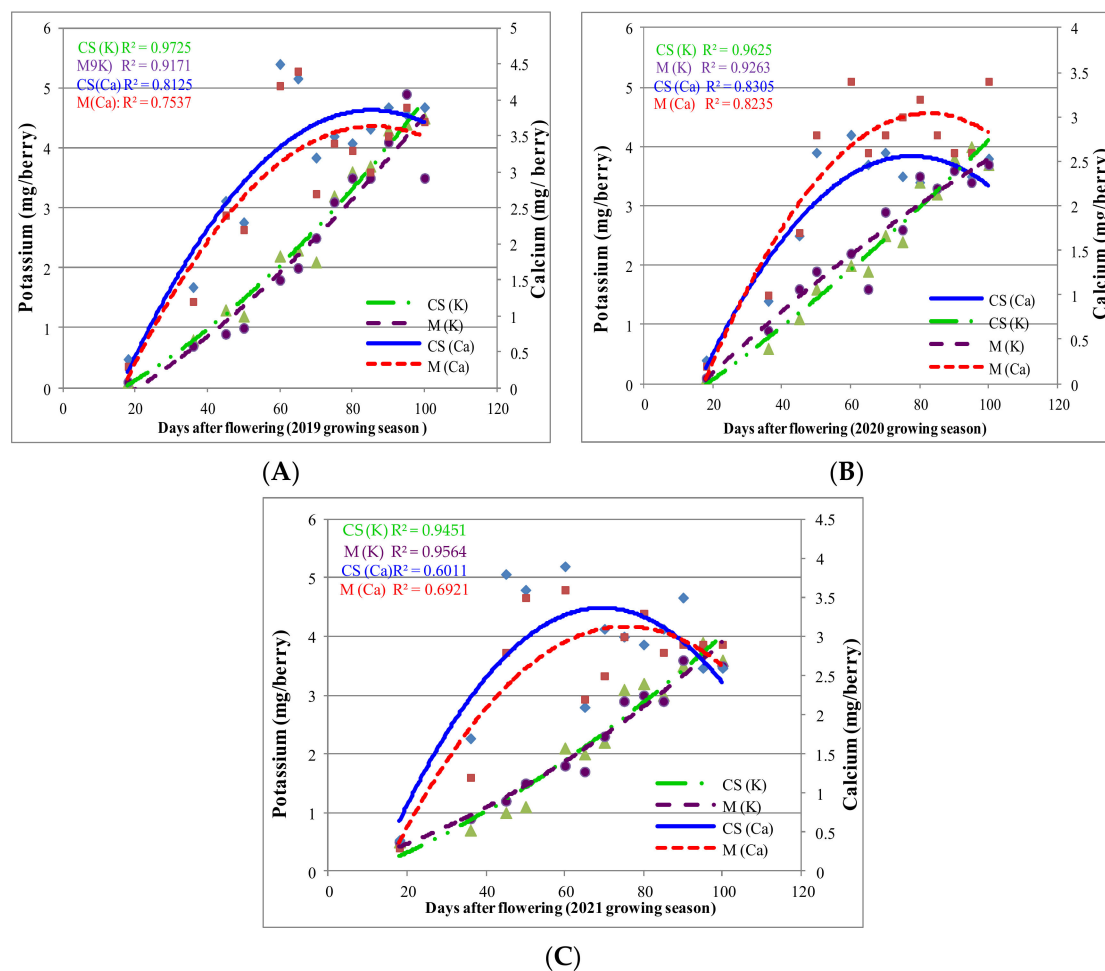 CS (K) R² = 0.9725
M9K) R² = 0.9171
CS (Ca) R² = 0.8125
M (Ca): R² = 0.7537
Potassium (mg/berry)
6
5
4
3
2
1
0
5
4.5
4
3.5
3
2.5
2
1.5
1
0.5
0
Calcium (mg/ berry)
CS (K)
M (K)
CS (Ca)
M (Ca)
0 20 40 60 80 100 120
Days after flowering (2019 growing season )
(A)
CS (K) R² = 0.9625
M (K) R² = 0.9263
CS (Ca) R² = 0.8305
M (Ca) R² = 0.8235
Potassium (mg/berry)
6
5
4
3
2
1
0
4
3.5
3
2.5
2
1.5
1
0.5
0
Calcium (mg/berry)
CS (Ca)
CS (K)
M (K)
M (Ca)
0 20 40 60 80 100 120
Days after flowering (2020 growing season)
(B)
CS (K) R² = 0.9451
M (K) R² = 0.9564
CS (Ca) R² = 0.6011
M (Ca) R² = 0.6921
Potassium (mg/berry)
6
5
4
3
2
1
0
4.5
4
3.5
3
2.5
2
1.5
1
0.5
0
Calcium (mg/berry)
CS (K)
M (K)
CS (Ca)
M (Ca)
0 20 40 60 80 100 120
Days after flowering (2021 growing season)
(C)